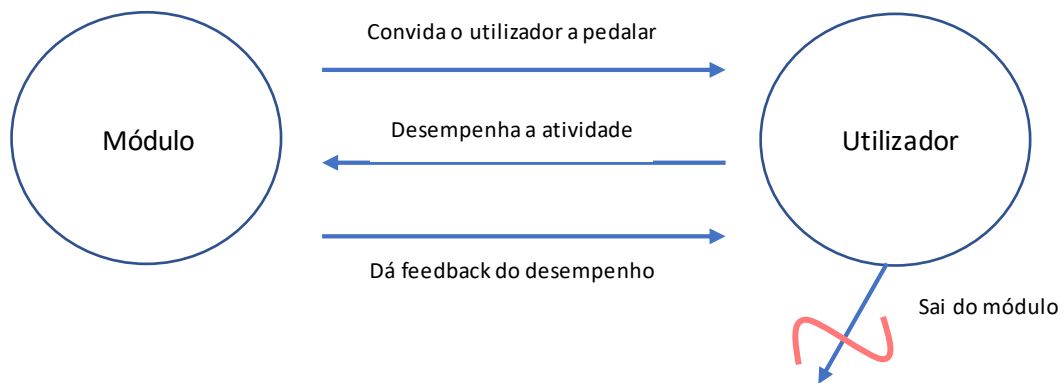 Convida o utilizador a pedalar
Módulo
Desempenha a atividade
Utilizador
Dá feedback do desempenho
Sai do módulo